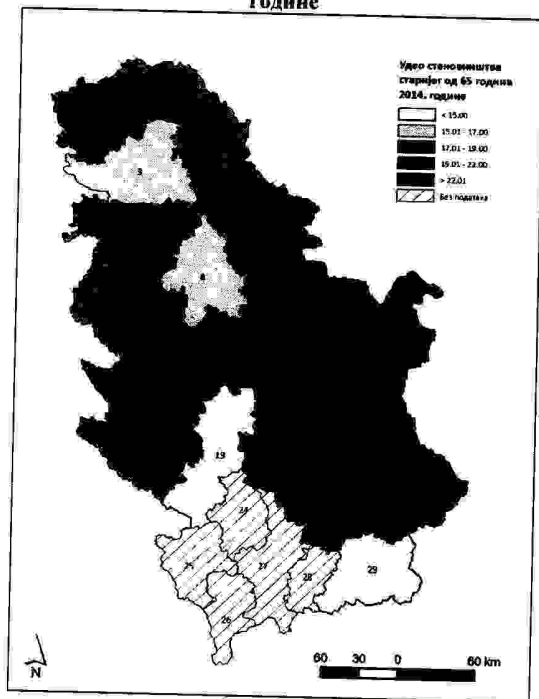 године
Удео становништва
старијег од 65 година
2014. године
< 15.00
15.01 - 17.00
17.01 - 19.00
19.01 - 22.00
> 22.01
Без података
3
19
24
25
27
28
29
26
N
60 30 0 60 km